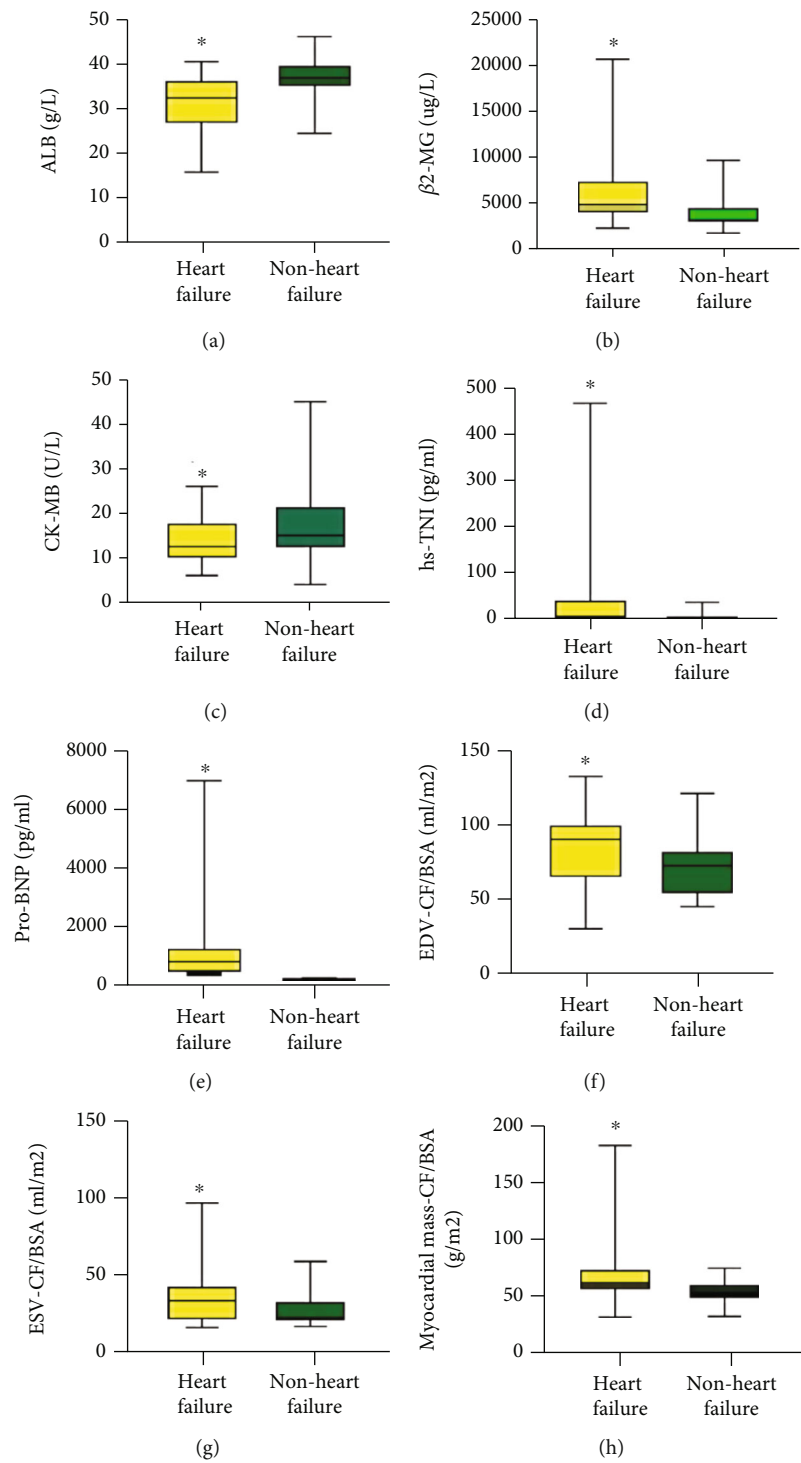 50
40
30
20
10
0
ALB (g/L)
*
Heart
failure
Non-heart
failure
(a)
25000
20000
15000
10000
5000
0
β2-MG (ug/L)
*
Heart
failure
Non-heart
failure
(b)
50
40
30
20
10
0
CK-MB (U/L)
*
Heart
failure
Non-heart
failure
(c)
500
400
300
200
100
0
hs-TNI (pg/ml)
*
Heart
failure
Non-heart
failure
(d)
8000
6000
4000
2000
0
Pro-BNP (pg/ml)
*
Heart
failure
Non-heart
failure
(e)
150
100
50
0
EDV-CF/BSA (ml/m2)
*
Heart
failure
Non-heart
failure
(f)
150
100
50
0
ESV-CF/BSA (ml/m2)
*
Heart
failure
Non-heart
failure
(g)
200
150
100
50
0
Myocardial mass-CF/BSA
(g/m2)
*
Heart
failure
Non-heart
failure
(h)